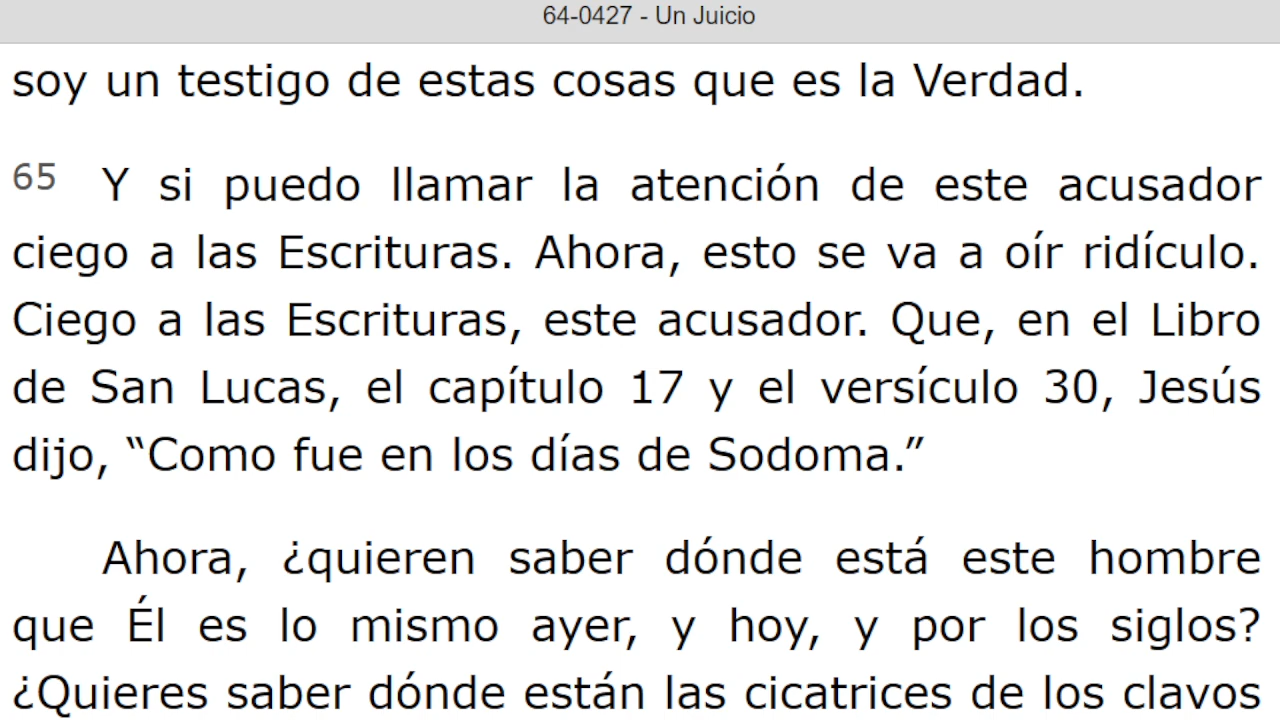 64-0427 - Un Juicio
soy un testigo de estas cosas que es la Verdad.
65 Y si puedo llamar la atención de este acusador
ciego a las Escrituras. Ahora, esto se va a oír ridículo.
Ciego a las Escrituras, este acusador. Que, en el Libro
de San Lucas, el capítulo 17 y el versículo 30, Jesús
dijo, “Como fue en los días de Sodoma.”
Ahora, ¿quieren saber dónde está este hombre
que Él es lo mismo ayer, y hoy, y por los siglos?
¿Quieres saber dónde están las cicatrices de los clavos